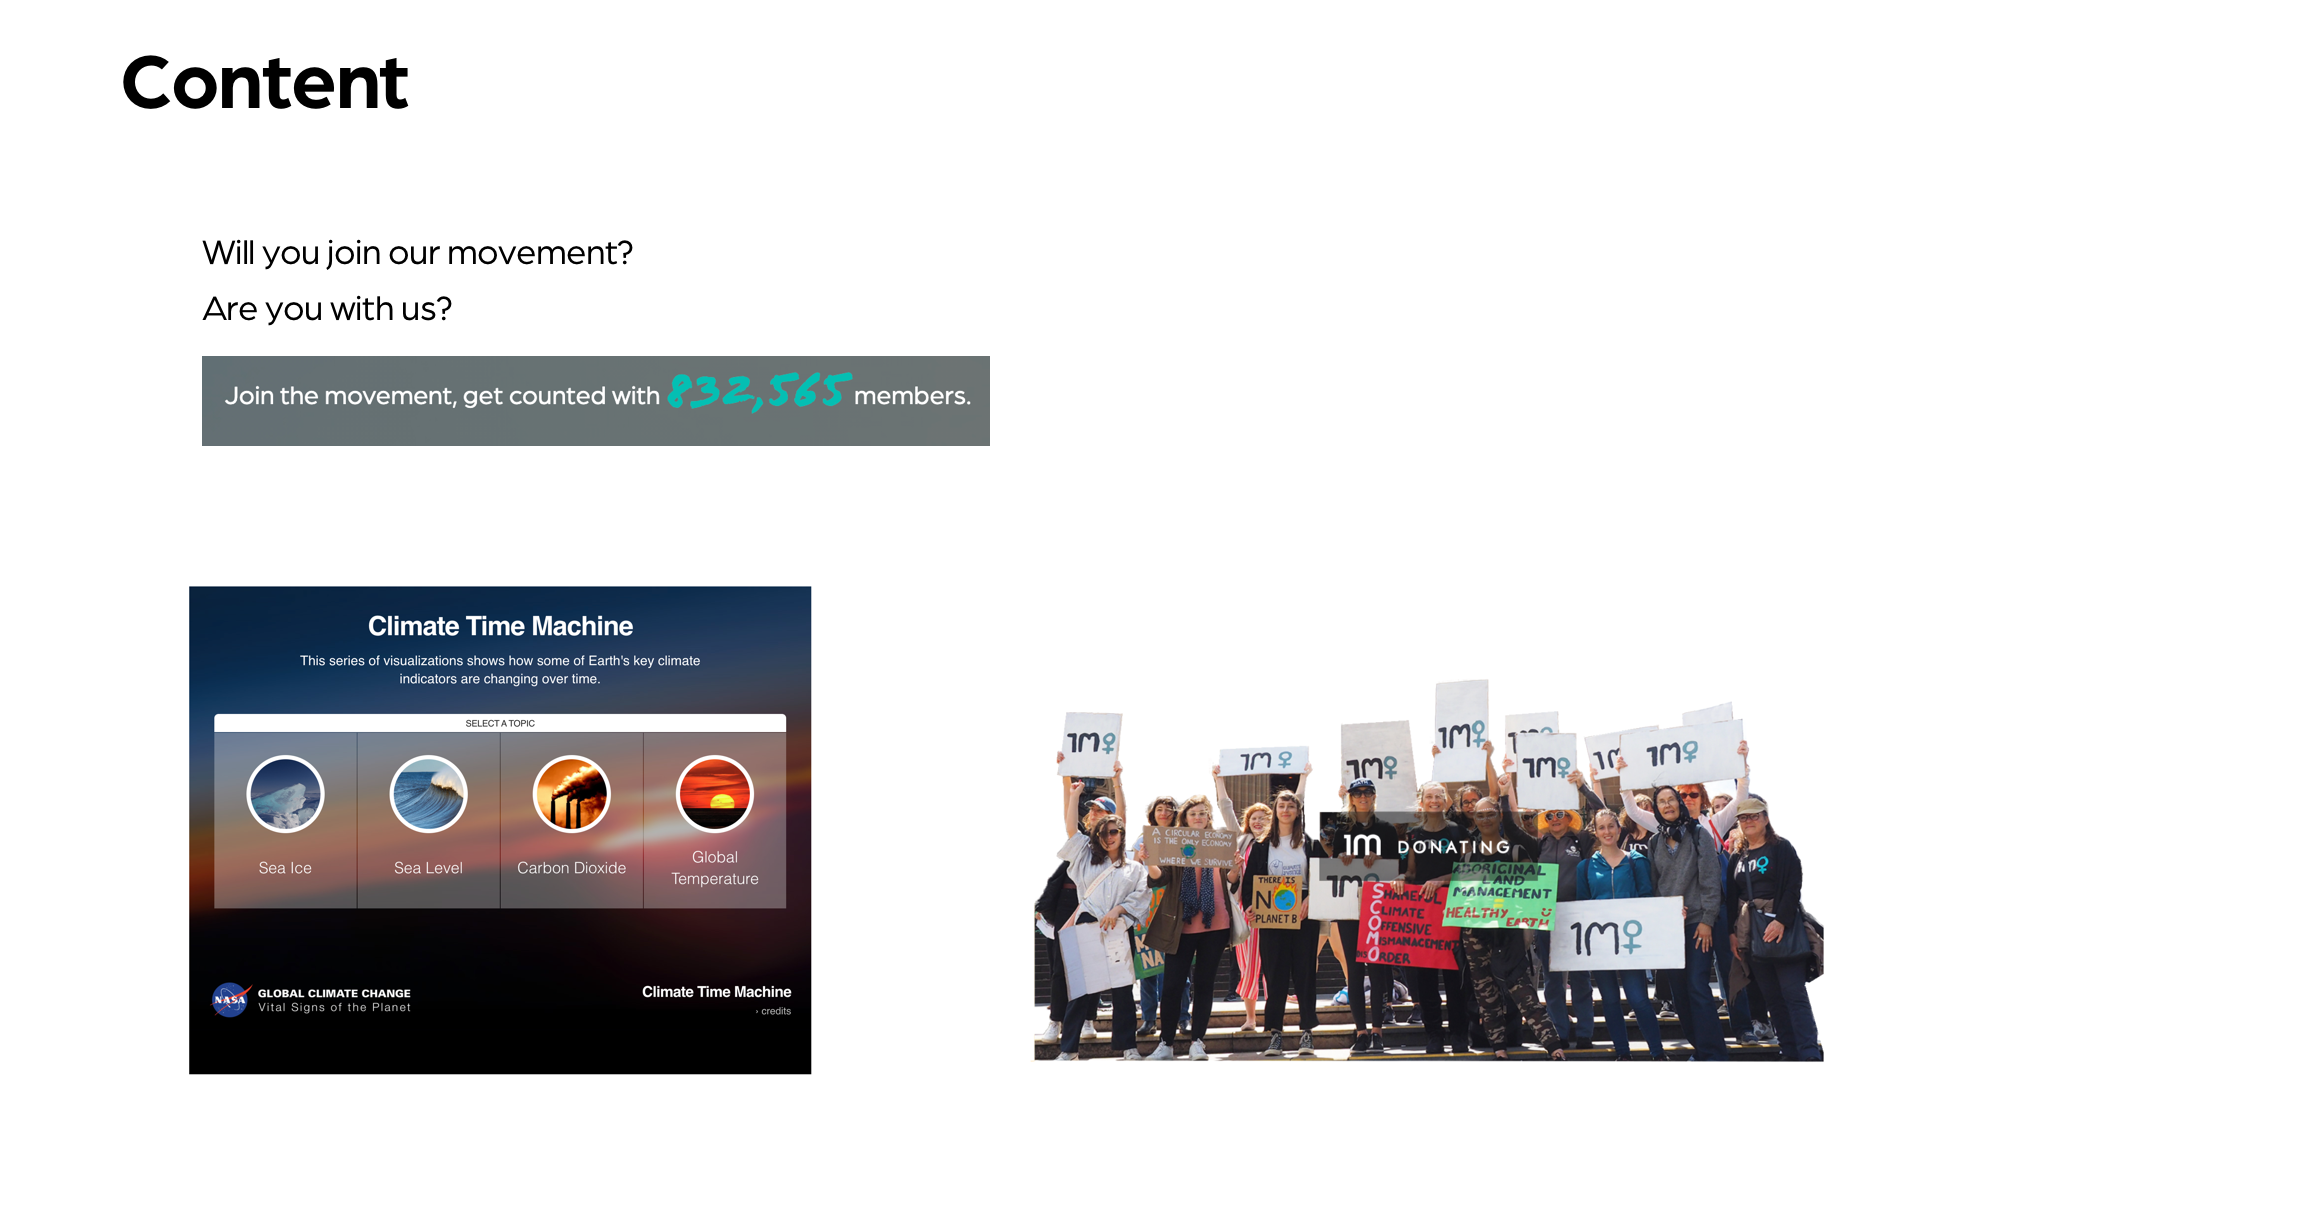 Content
Will you join our movement?
Are you with us?
Join the movement, get counted with 832,565 members.
Climate Time Machine
This series of visualizations shows how some of Earth's key climate
indicators are changing over time.
SELECT A TOPIC
Sea Ice
Sea Level
Carbon Dioxide
Global
Temperature
NASA
GLOBAL CLIMATE CHANGE
Vital Signs of the Planet
Climate Time Machine
› credits
1M♀
1M♀
1M♀
1M♀
1M♀
1M♀
A CIRCULAR ECONOMY
IS THE ONLY ECONOMY
WHERE WE SURVIVE
1M DONATING
THERE IS
NO
PLANET B
1M
SHAMEFUL
CLIMATE
OFFENSIVE
MISMANAGEMENT
DISORDER
ABORIGINAL
LAND
MANAGEMENT
=
HEALTHY
EARTH
1M♀
1M♀